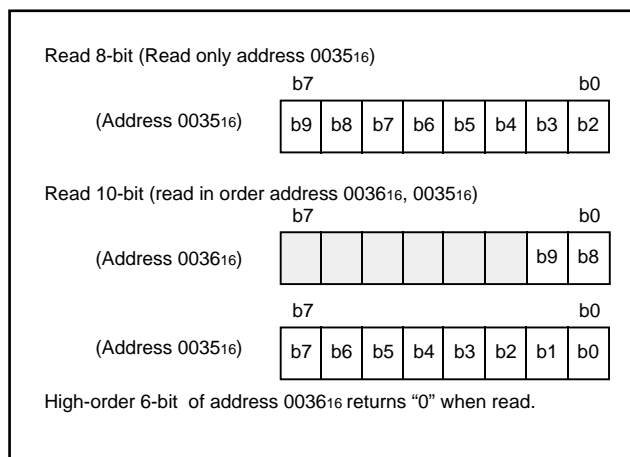 Read 8-bit (Read only address 003516)
b7 b0
(Address 003516) b9 b8 b7 b6 b5 b4 b3 b2
Read 10-bit (read in order address 003616, 003516)
b7 b0
(Address 003616) b9 b8
b7 b0
(Address 003516) b7 b6 b5 b4 b3 b2 b1 b0
High-order 6-bit of address 003616 returns “0” when read.